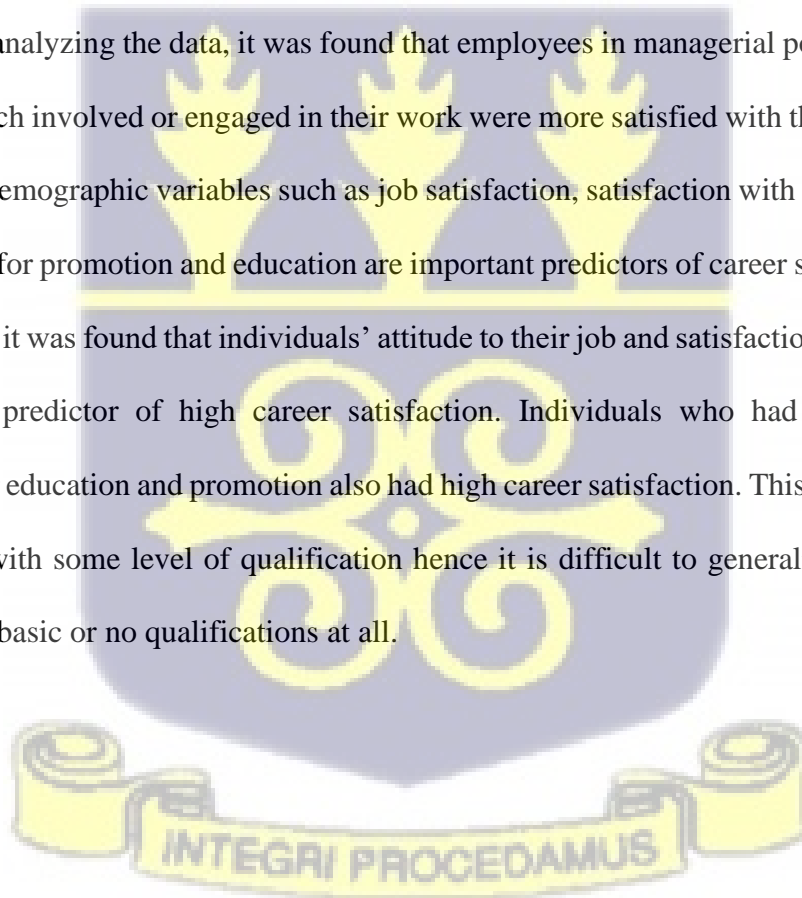 analyzing the data, it was found that employees in managerial po
ch involved or engaged in their work were more satisfied with th
emographic variables such as job satisfaction, satisfaction with
for promotion and education are important predictors of career s
it was found that individuals’ attitude to their job and satisfactio
predictor of high career satisfaction. Individuals who had
education and promotion also had high career satisfaction. This
with some level of qualification hence it is difficult to general
basic or no qualifications at all.
INTEGRI PROCEDAMUS